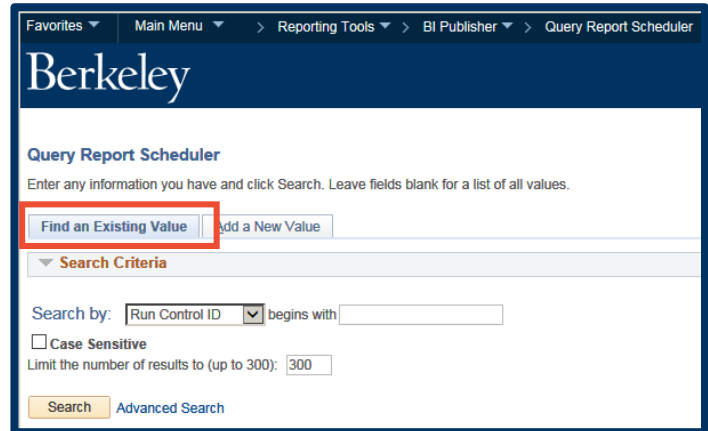 Favorites Main Menu > Reporting Tools > BI Publisher > Query Report Scheduler
Berkeley
Query Report Scheduler
Enter any information you have and click Search. Leave fields blank for a list of all values.
Find an Existing Value Add a New Value
Search Criteria
Search by: Run Control ID begins with
Case Sensitive
Limit the number of results to (up to 300): 300
Search Advanced Search